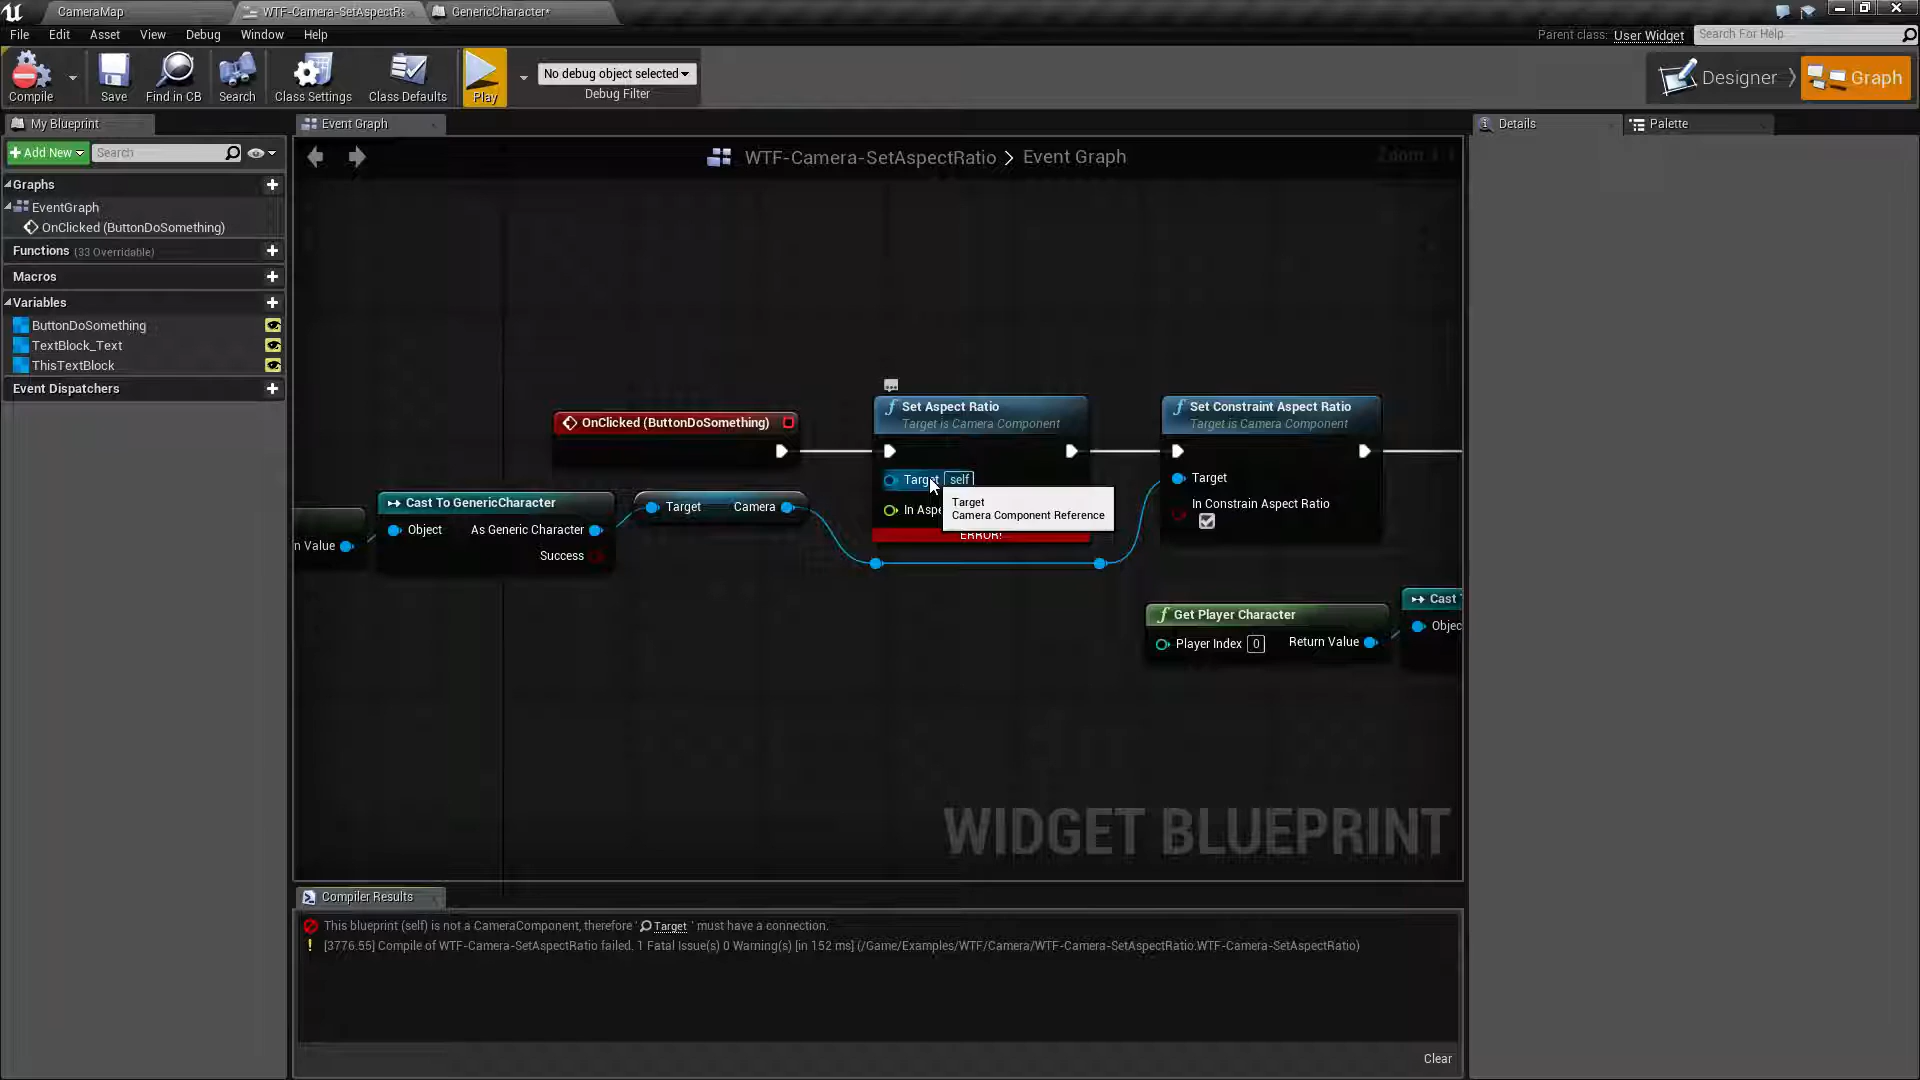 CameraMap
WTF-Camera-SetAspectRa
GenericCharacter*
File Edit Asset View Debug Window Help
Parent class: User Widget
Search For Help
Compile
Save
Find in CB
Search
Class Settings
Class Defaults
Play
No debug object selected
Debug Filter
Designer
Graph
My Blueprint
Event Graph
Details
Palette
Add New
Search
WTF-Camera-SetAspectRatio > Event Graph
Zoom 1:1
Graphs
EventGraph
OnClicked (ButtonDoSomething)
Functions (33 Overridable)
Macros
Variables
ButtonDoSomething
TextBlock_Text
ThisTextBlock
Event Dispatchers
OnClicked (ButtonDoSomething)
Set Aspect Ratio
Target is Camera Component
Target self
In Aspe
ERROR!
Target
Camera Component Reference
Set Constraint Aspect Ratio
Target is Camera Component
Target
In Constrain Aspect Ratio
n Value
Cast To GenericCharacter
Object
As Generic Character
Success
Target
Camera
Get Player Character
Player Index 0
Return Value
Cast T
Objec
WIDGET BLUEPRINT
Compiler Results
This blueprint (self) is not a CameraComponent, therefore ' Target ' must have a connection.
[3776.55] Compile of WTF-Camera-SetAspectRatio failed. 1 Fatal Issue(s) 0 Warning(s) [in 152 ms] (/Game/Examples/WTF/Camera/WTF-Camera-SetAspectRatio.WTF-Camera-SetAspectRatio)
Clear